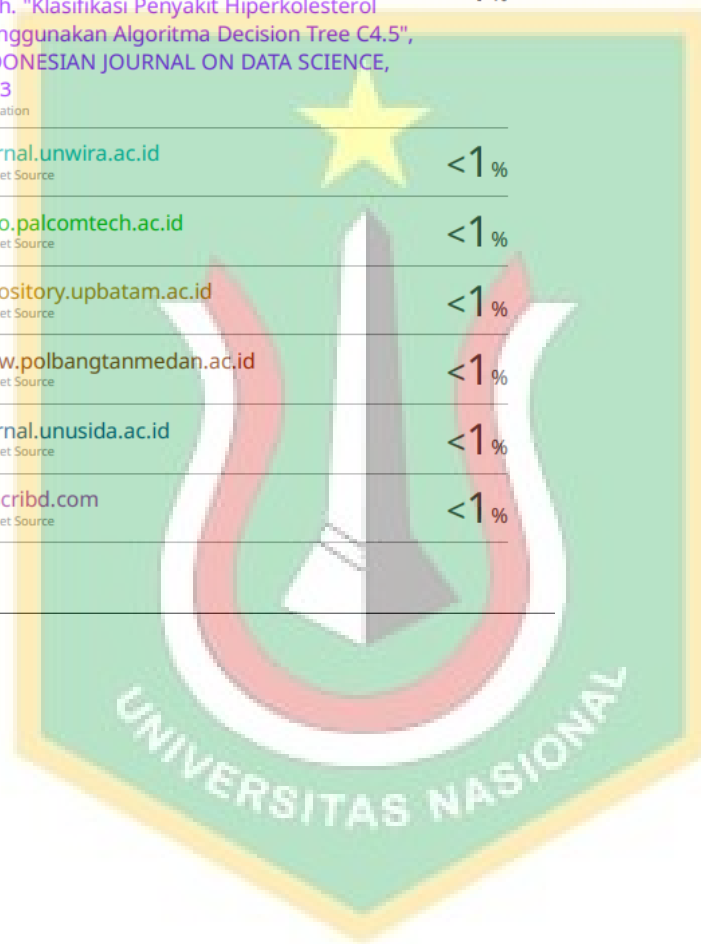 h. "Klasifikasi Penyakit Hiperkolesterol
nggunakan Algoritma Decision Tree C4.5",
ONESIAN JOURNAL ON DATA SCIENCE,
3
ation
rnal.unwira.ac.id
et Source
<1%
o.palcomtech.ac.id
et Source
<1%
ository.upbatam.ac.id
et Source
<1%
w.polbangtanmedan.ac.id
et Source
<1%
rnal.unusida.ac.id
et Source
<1%
cribd.com
et Source
<1%
UNIVERSITAS NASIONAL